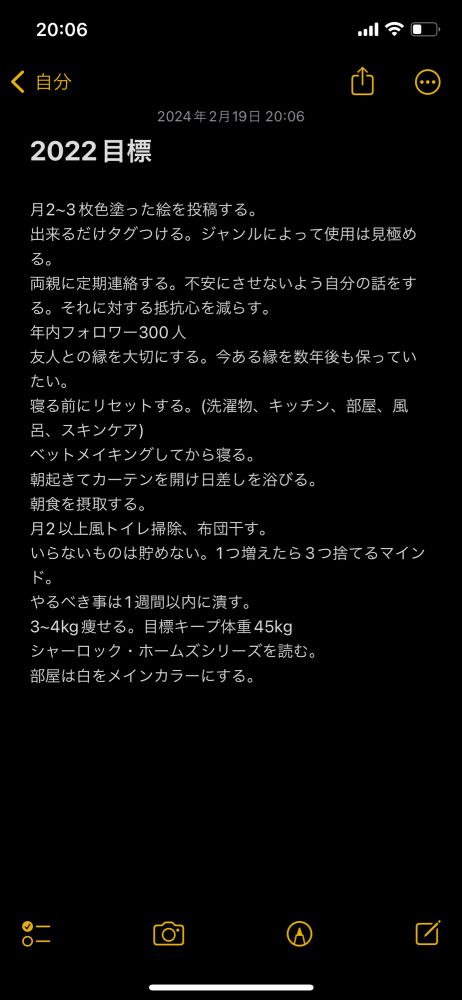 20:06
自分
2024年2月19日 20:06
2022目標
月2~3枚色塗った絵を投稿する。
出来るだけタグつける。ジャンルによって使用は見極め
る。
両親に定期連絡する。不安にさせないよう自分の話をす
る。それに対する抵抗心を減らす。
年内フォロワー300人
友人との縁を大切にする。今ある縁を数年後も保ってい
たい。
寝る前にリセットする。(洗濯物、キッチン、部屋、風
呂、スキンケア)
ベットメイキングしてから寝る。
朝起きてカーテンを開け日差しを浴びる。
朝食を摂取する。
月2以上風トイレ掃除、布団干す。
いらないものは貯めない。1つ増えたら3つ捨てるマイン
ド。
やるべき事は1週間以内に潰す。
3~4kg痩せる。目標キープ体重45kg
シャーロック・ホームズシリーズを読む。
部屋は白をメインカラーにする。